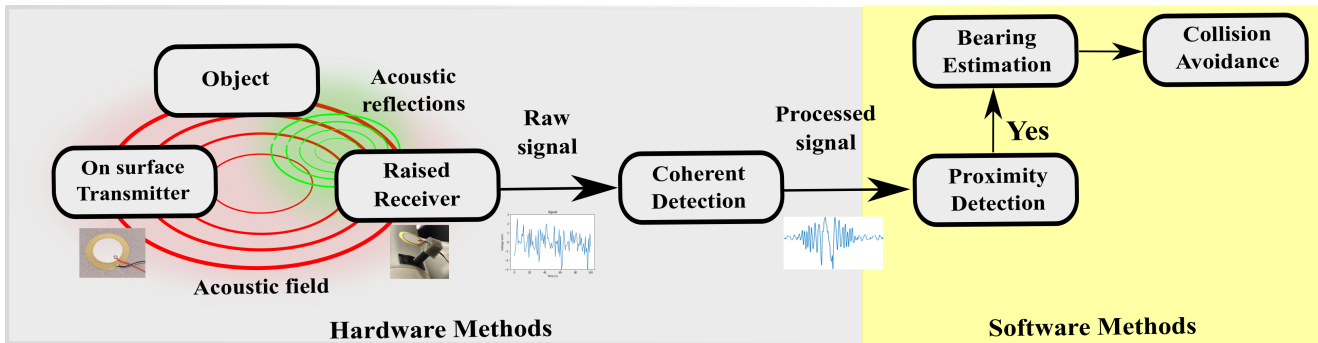 Object
Acoustic
reflections
On surface
Transmitter
Raised
Receiver
Acoustic field
Raw
signal
Signal
Coherent
Detection
Processed
signal
Hardware Methods
Bearing
Estimation
Collision
Avoidance
Yes
Proximity
Detection
Software Methods